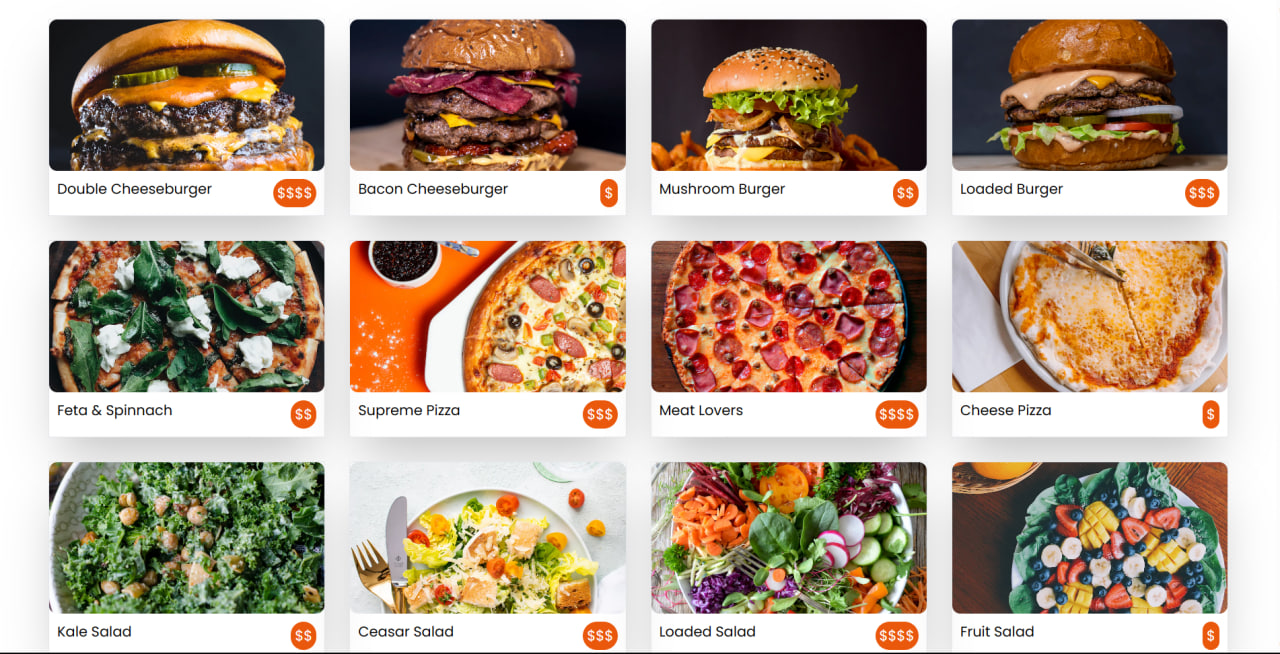 Double Cheeseburger $$$$
Bacon Cheeseburger $
Mushroom Burger $$
Loaded Burger $$$
Feta & Spinnach $$
Supreme Pizza $$$
Meat Lovers $$$$
Cheese Pizza $
Kale Salad $$
Ceasar Salad $$$
Loaded Salad $$$$
Fruit Salad $